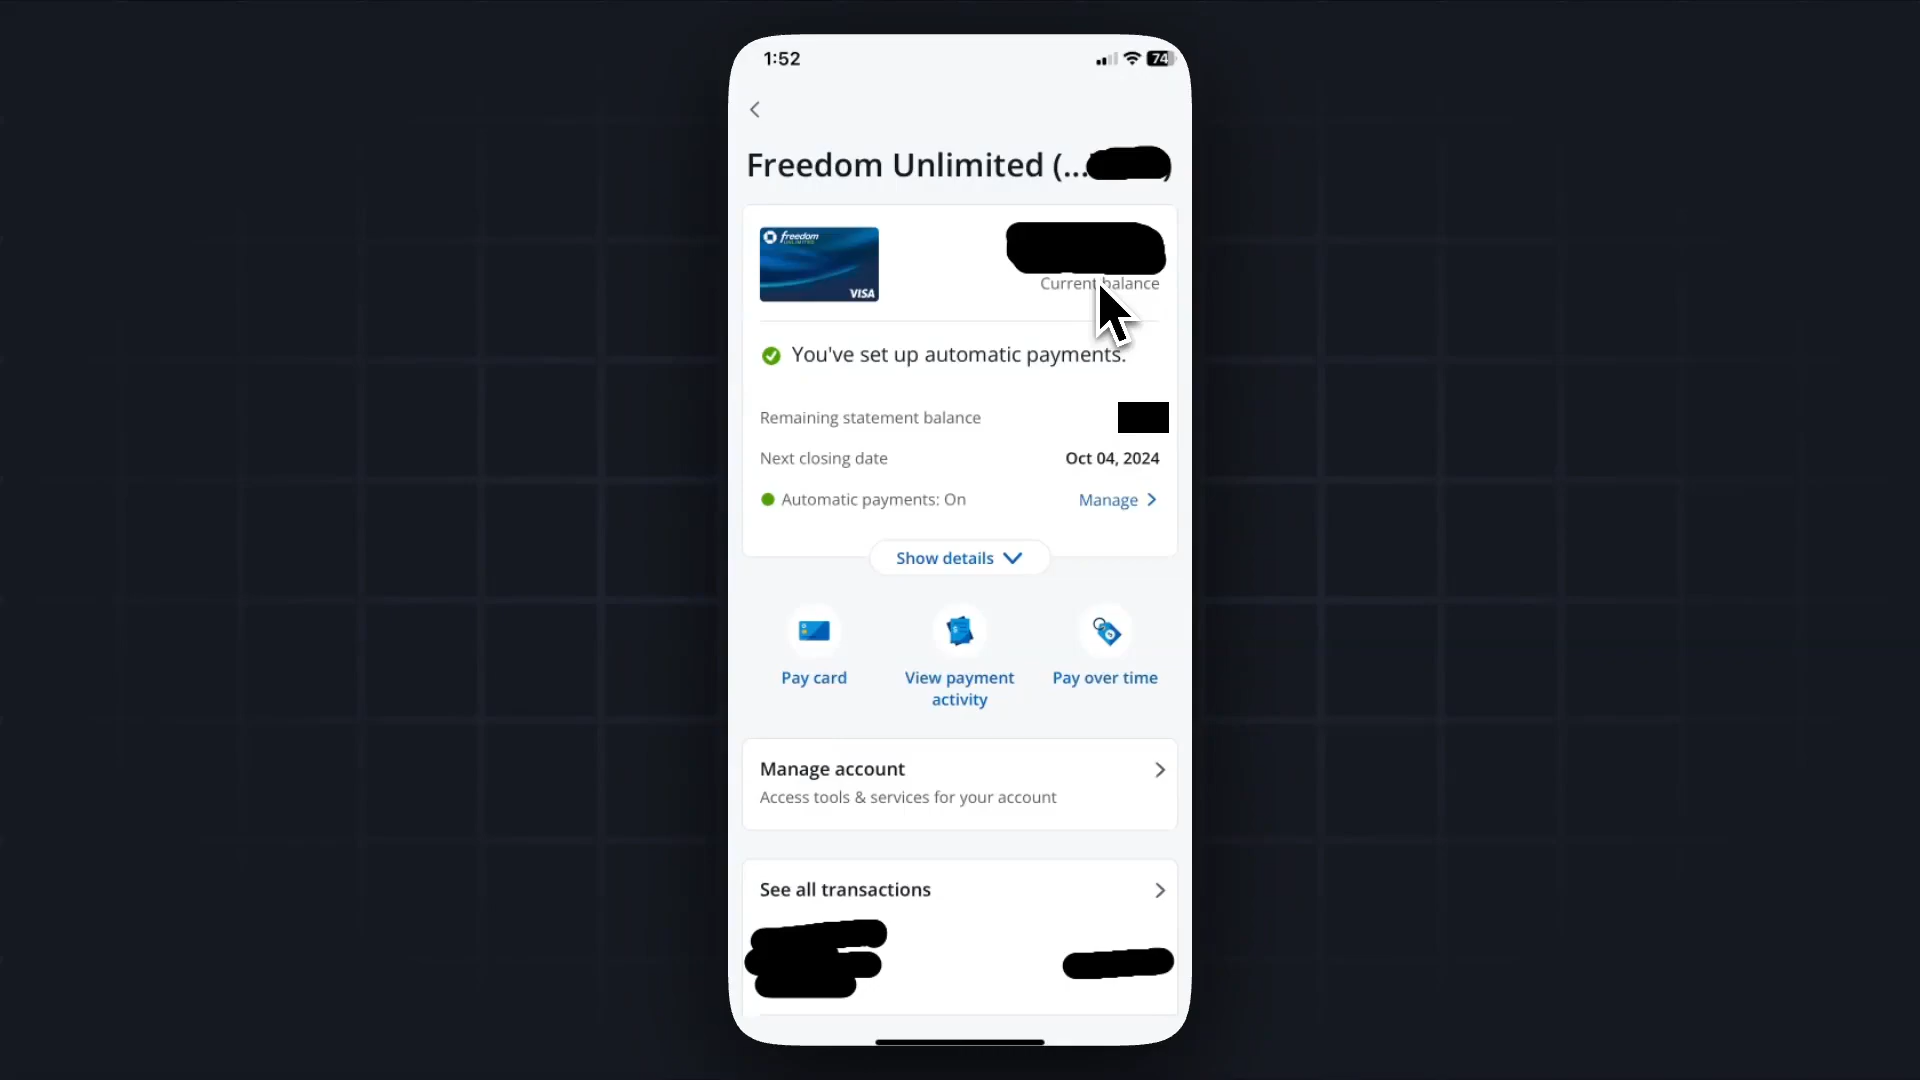 1:52
74
Freedom Unlimited (... )
freedom
UNLIMITED
VISA
Current balance
You've set up automatic payments.
Remaining statement balance
Next closing date Oct 04, 2024
Automatic payments: On Manage
Show details
Pay card
View payment
activity
Pay over time
Manage account
Access tools & services for your account
See all transactions